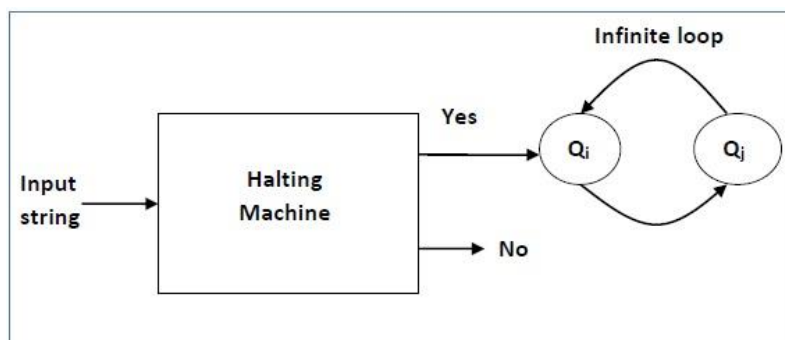 Infinite loop
Yes
Qi
Qj
Input
string
Halting
Machine
No